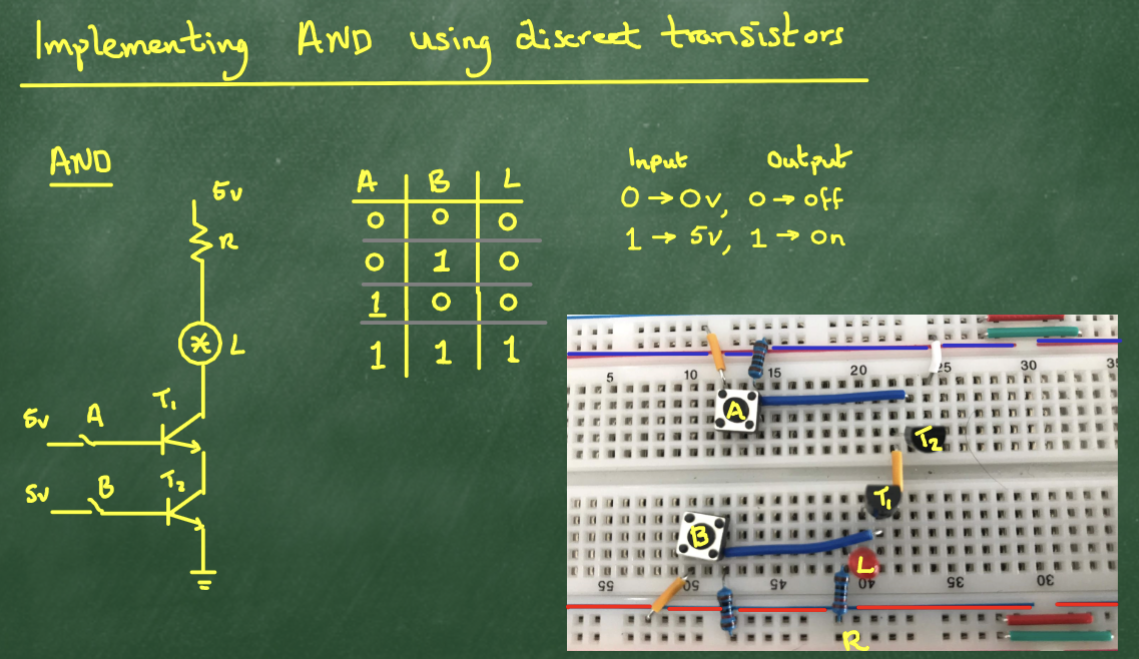 Implementing AND using discreet transistors
AND
5v
R
L
5v A T₁
5v B T₂
A B L
0 0 0
0 1 0
1 0 0
1 1 1
Input Output
0 → 0v, 0 → off
1 → 5v, 1 → on
5 10 15 20 25 30 35
A
T₂
T₁
B
L
55 50 45 40 35 30
R